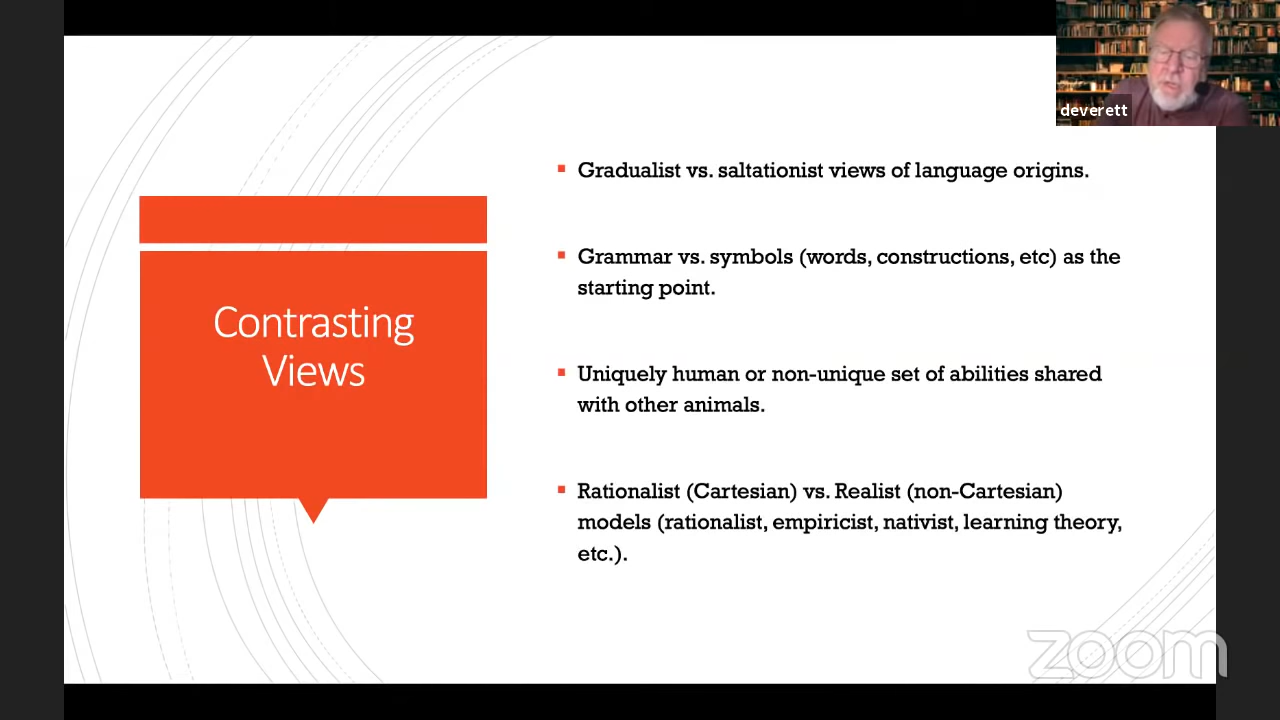 deverett
Gradualist vs. saltationist views of language origins.
Grammar vs. symbols (words, constructions, etc) as the
starting point.
Contrasting
Views
Uniquely human or non-unique set of abilities shared
with other animals.
Rationalist (Cartesian) vs. Realist (non-Cartesian)
models (rationalist, empiricist, nativist, learning theory,
etc.).
zoom